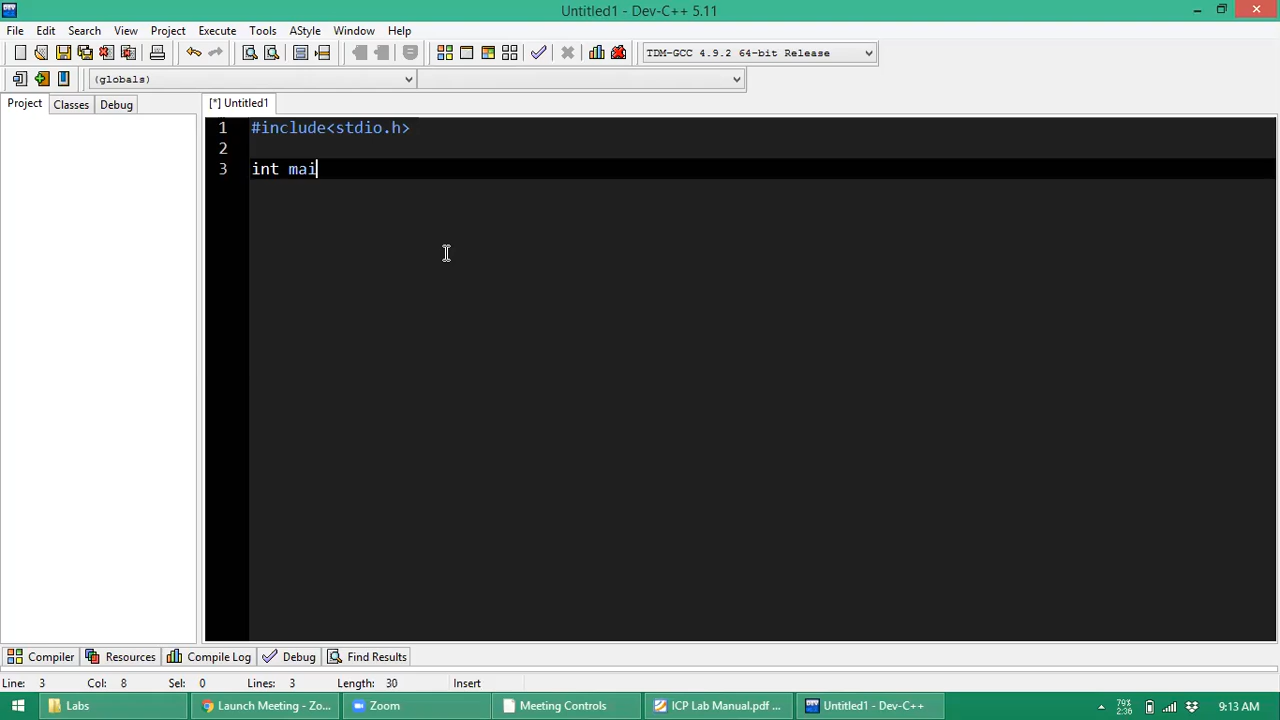 Untitled1 - Dev-C++ 5.11
File Edit Search View Project Execute Tools AStyle Window Help
TDM-GCC 4.9.2 64-bit Release
(globals)
Project Classes Debug [*] Untitled1
1 #include<stdio.h>
2
3 int mai
Compiler Resources Compile Log Debug Find Results
Line: 3 Col: 8 Sel: 0 Lines: 3 Length: 30 Insert
Labs Launch Meeting - Zo... Zoom Meeting Controls ICP Lab Manual.pdf ... Untitled1 - Dev-C++ 79% 2:36 9:13 AM